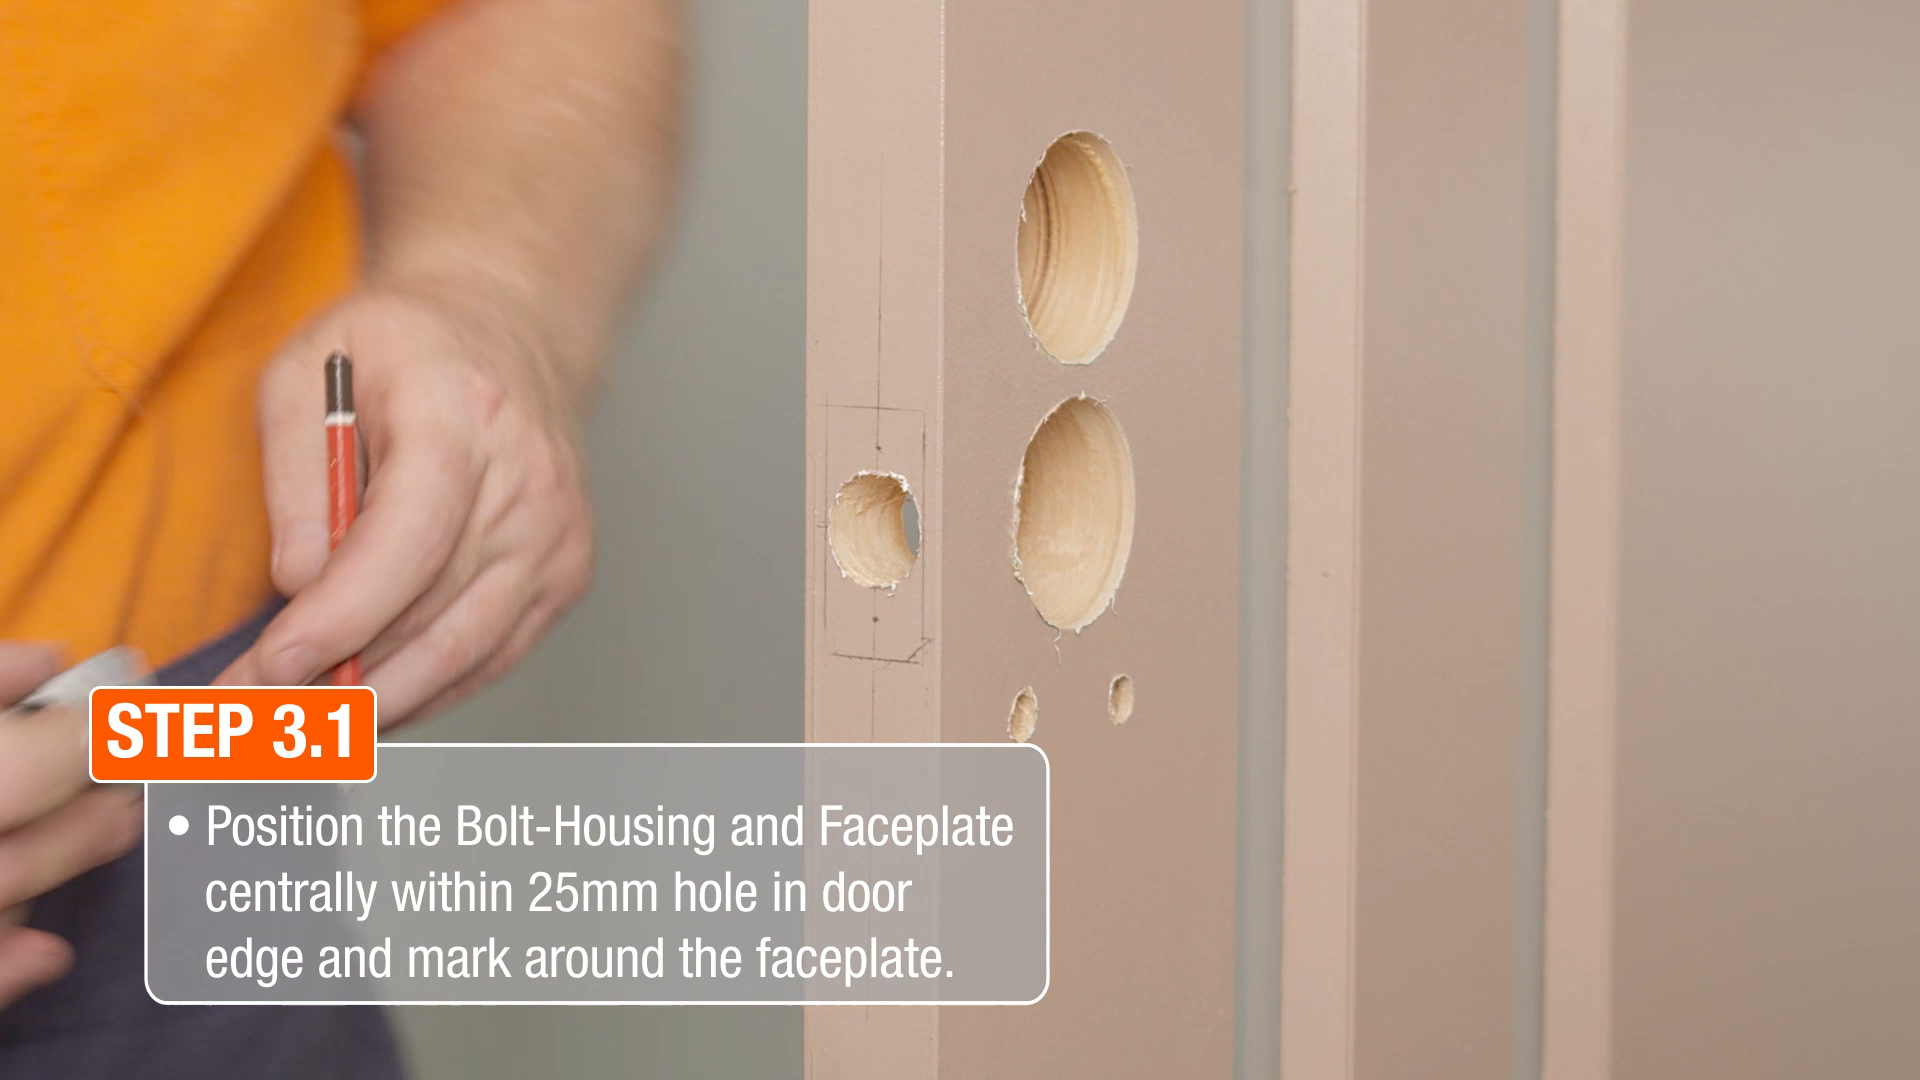 STEP 3.1
• Position the Bolt-Housing and Faceplate
centrally within 25mm hole in door
edge and mark around the faceplate.